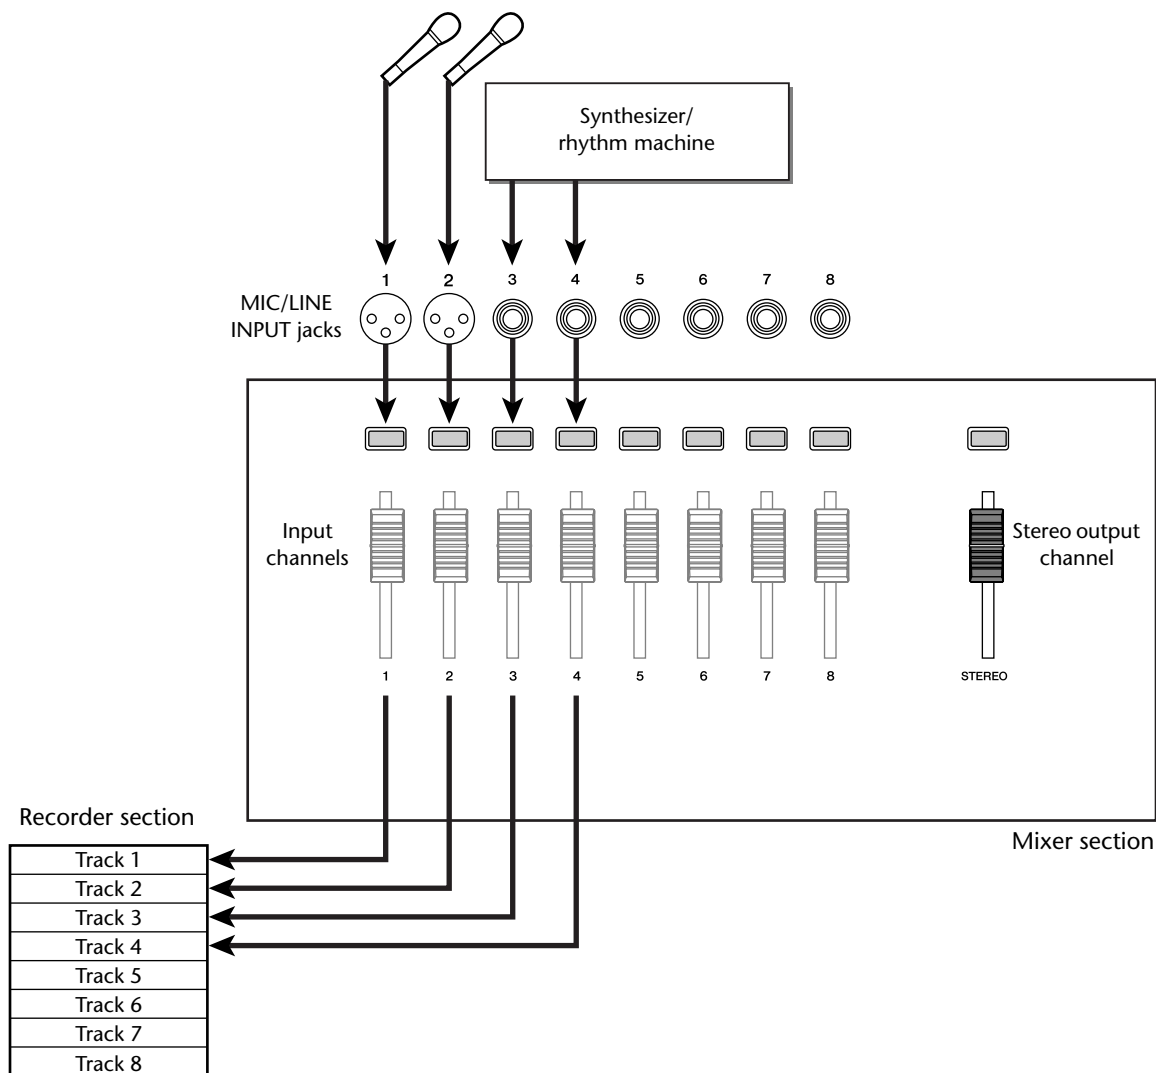 Synthesizer/
rhythm machine
1 2 3 4 5 6 7 8
MIC/LINE
INPUT jacks
Input
channels
Stereo output
channel
1 2 3 4 5 6 7 8 STEREO
Recorder section
Mixer section
Track 1
Track 2
Track 3
Track 4
Track 5
Track 6
Track 7
Track 8